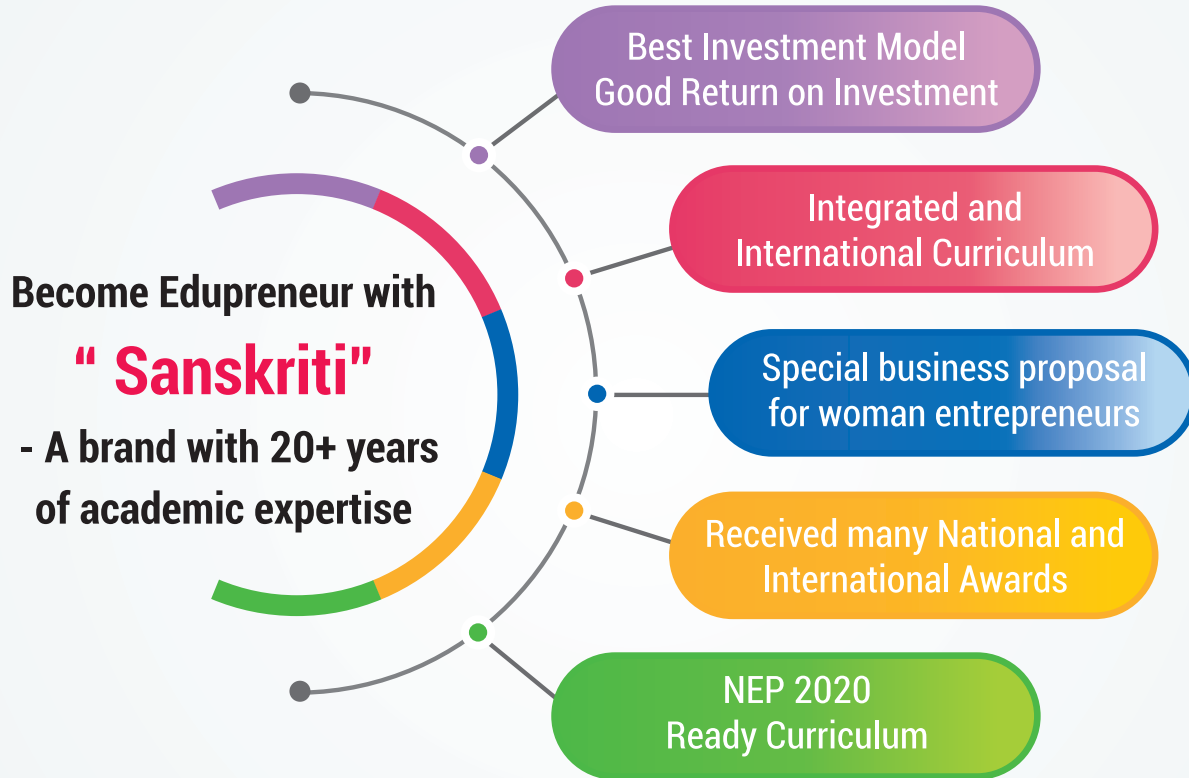 Best Investment Model
Good Return on Investment
Integrated and
International Curriculum
Become Edupreneur with
“ Sanskriti”
- A brand with 20+ years
of academic expertise
Special business proposal
for woman entrepreneurs
Received many National and
International Awards
NEP 2020
Ready Curriculum